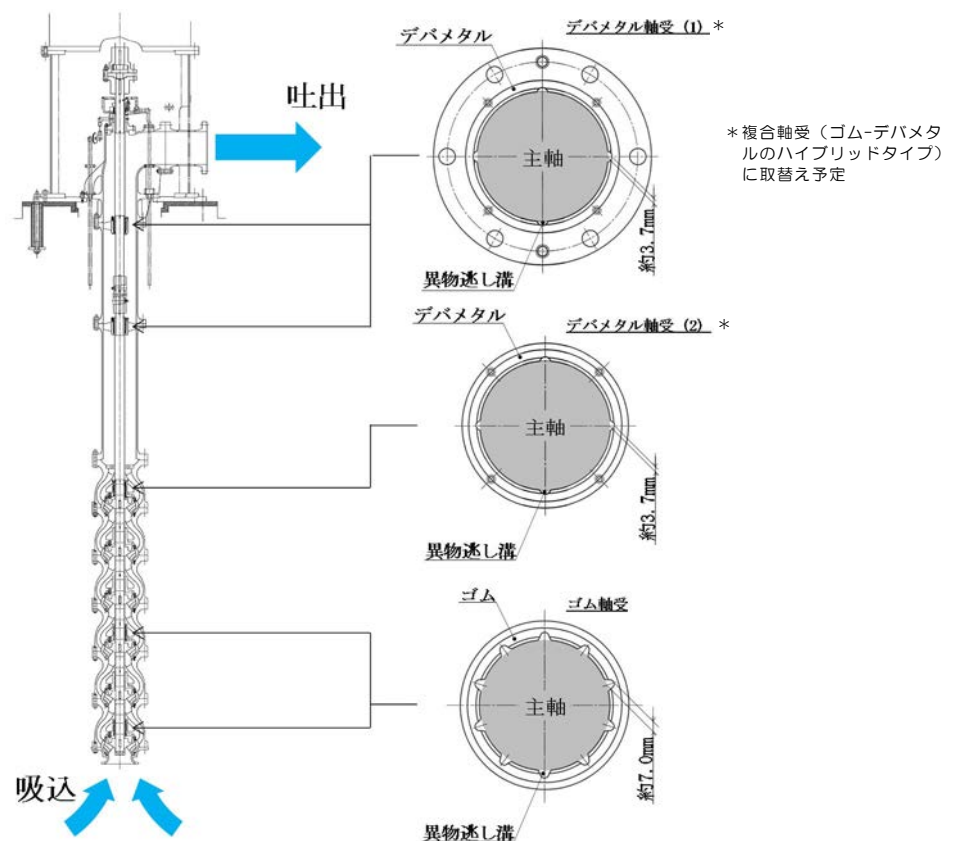 吐出
吸込
デバメタル
デバメタル軸受 (1) *
主軸
約3.7mm
異物逃し溝
*複合軸受（ゴム-デバメタ
ルのハイブリッドタイプ）
に取替え予定
デバメタル
デバメタル軸受 (2) *
主軸
約3.7mm
異物逃し溝
ゴム
ゴム軸受
主軸
約7.0mm
異物逃し溝